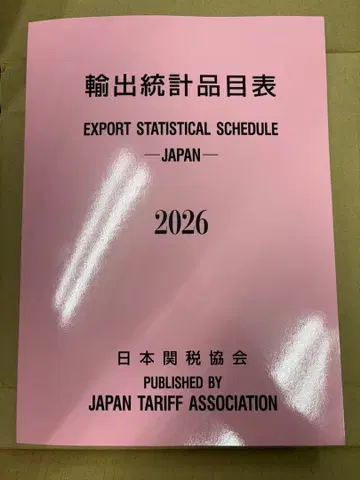 輸出統計品目表
EXPORT STATISTICAL SCHEDULE
—JAPAN—
2026
日本関税協会
PUBLISHED BY
JAPAN TARIFF ASSOCIATION